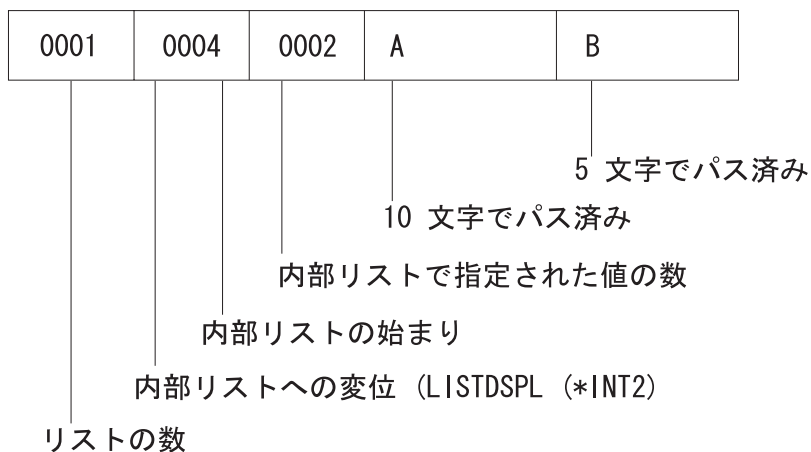 0001 0004 0002 A B
5 文字でパス済み
10 文字でパス済み
内部リストで指定された値の数
内部リストの始まり
内部リストへの変位 (LISTDSPL (*INT2)
リストの数